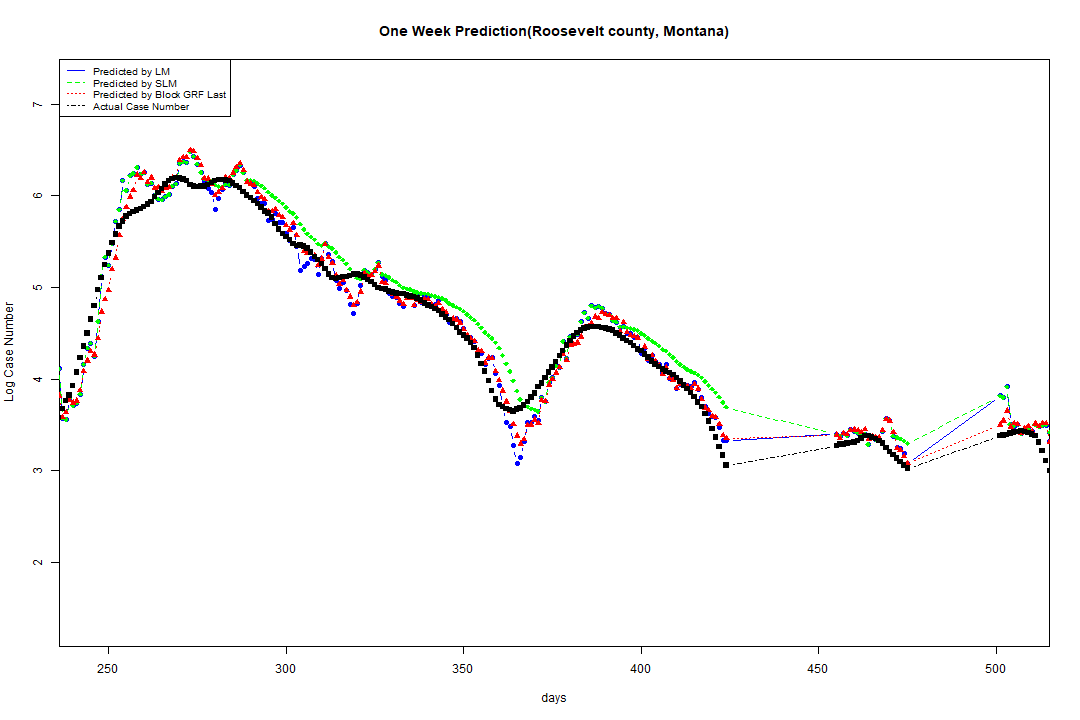 One Week Prediction(Roosevelt county, Montana)
Predicted by LM
Predicted by SLM
Predicted by Block GRF Last
Actual Case Number
7
6
5
4
3
2
Log Case Number
250 300 350 400 450 500
days